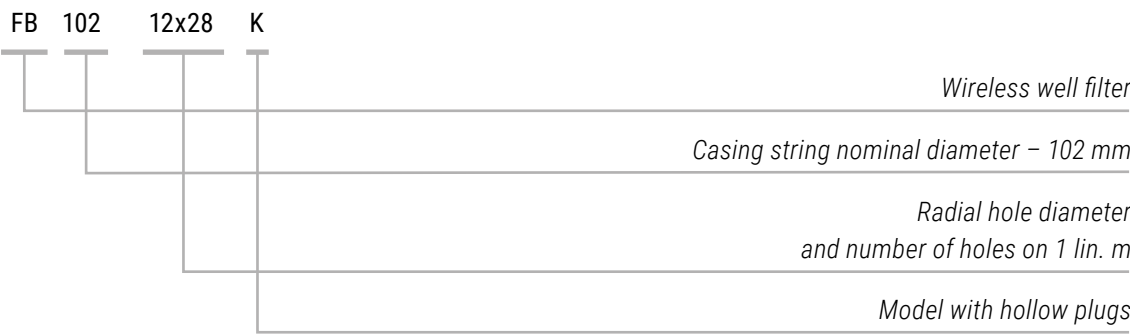 FB 102 12x28 K
Wireless well filter
Casing string nominal diameter – 102 mm
Radial hole diameter
and number of holes on 1 lin. m
Model with hollow plugs